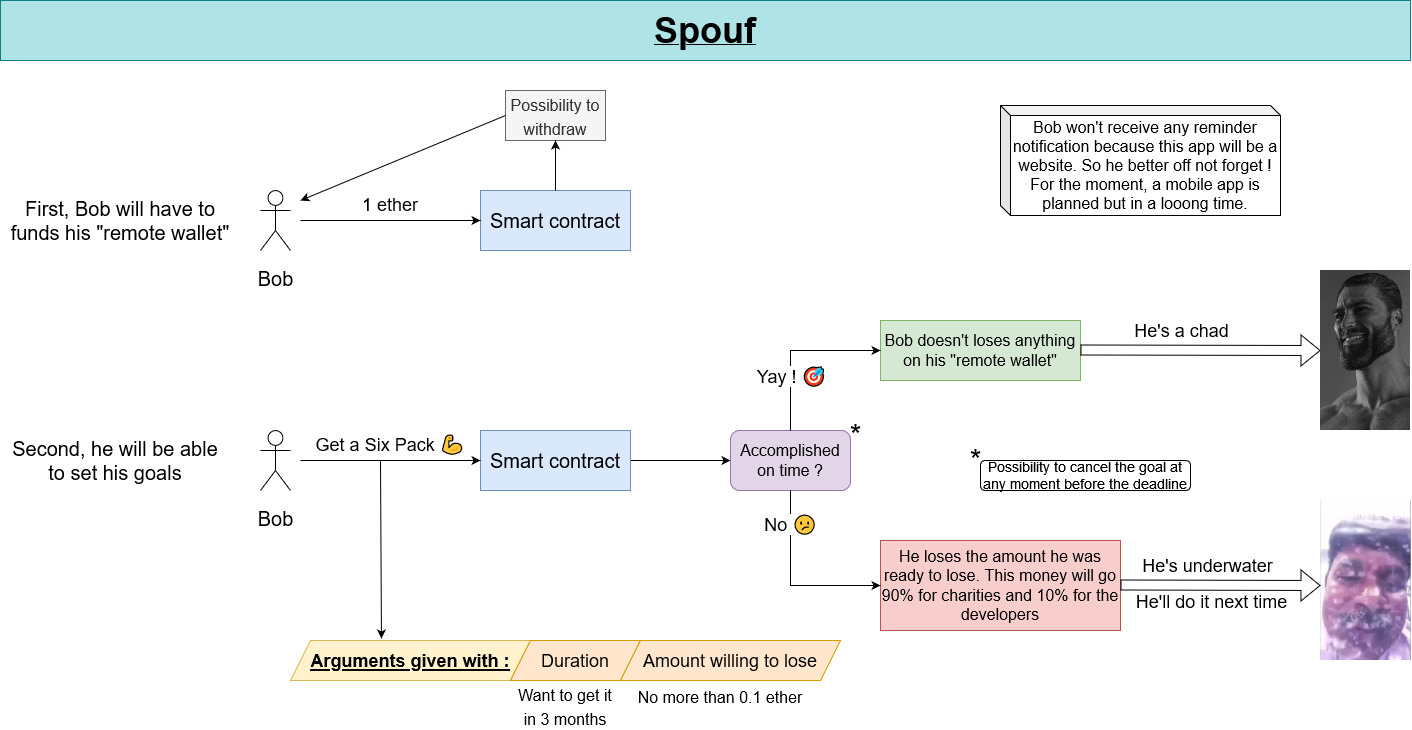 Spouf
Possibility to
withdraw
Bob won't receive any reminder
notification because this app will be a
website. So he better off not forget !
For the moment, a mobile app is
planned but in a looong time.
First, Bob will have to
funds his "remote wallet"
1 ether
Smart contract
Bob
He's a chad
Bob doesn't loses anything
on his "remote wallet"
Yay ! 🎯
Second, he will be able
to set his goals
Get a Six Pack 💪
Smart contract
Bob
Accomplished
on time ?
*
*
Possibility to cancel the goal at
any moment before the deadline
No 😕
He loses the amount he was
ready to lose. This money will go
90% for charities and 10% for the
developers
He's underwater
He'll do it next time
Arguments given with :
Duration
Amount willing to lose
Want to get it
in 3 months
No more than 0.1 ether